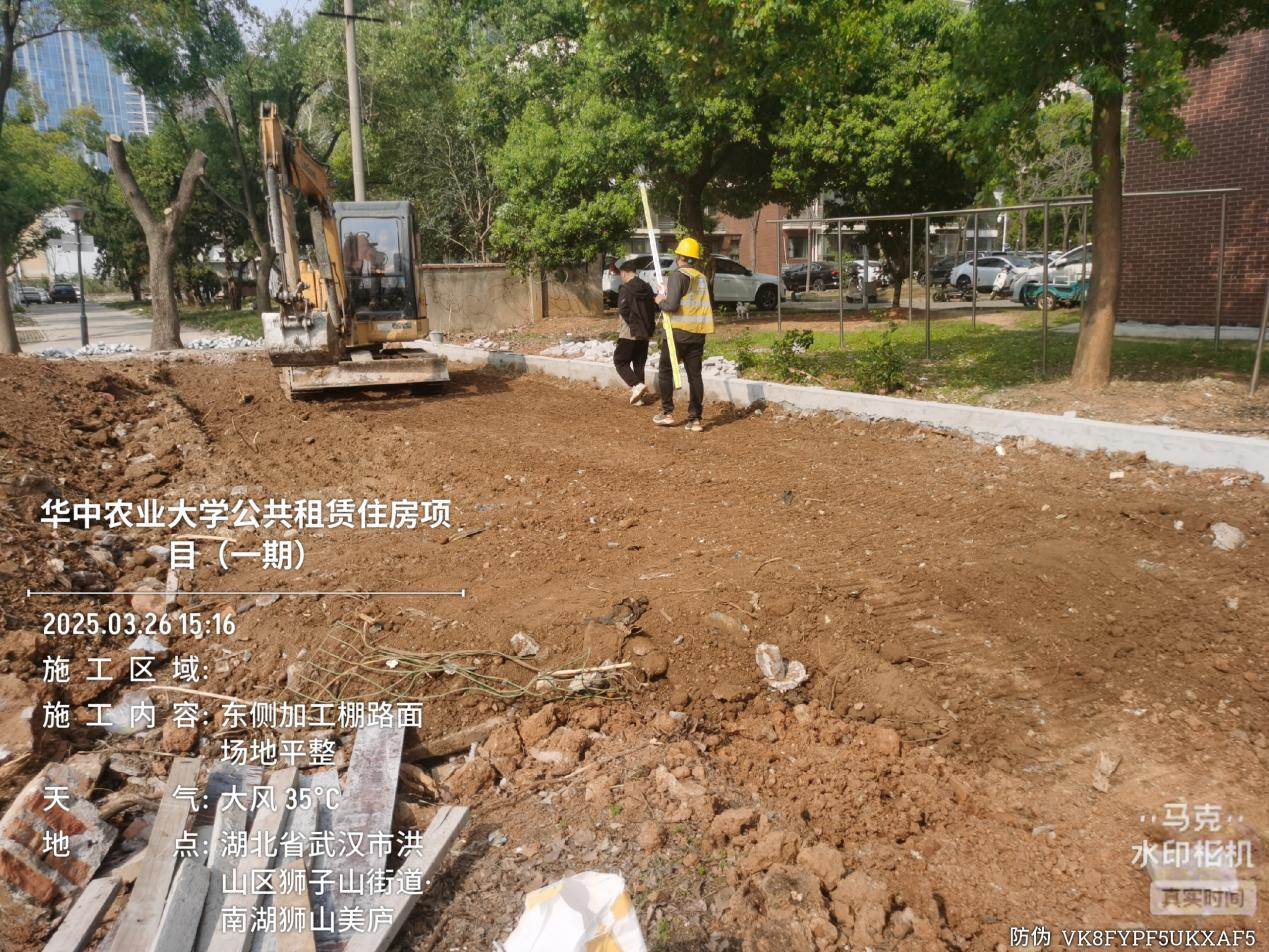 华中农业大学公共租赁住房项
目（一期）
2025.03.26 15:16
施工区域:
施工内容: 东侧加工棚路面
场地平整
天气: 大风 35℃
地点: 湖北省武汉市洪
山区狮子山街道·
南湖狮山美庐
马克
水印相机
真实时间
防伪 VK8FYPF5UKXAF5